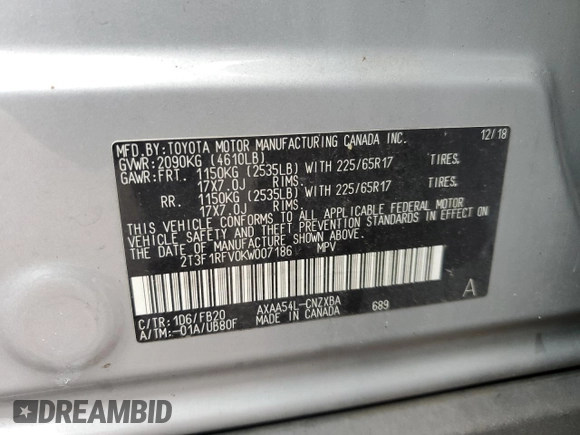 MFD.BY:TOYOTA MOTOR MANUFACTURING CANADA INC. 12/18
GVWR:2090KG (4610LB)
GAWR:FRT. 1150KG (2535LB) WITH 225/65R17 TIRES.
17X7.0J RIMS.
RR. 1150KG (2535LB) WITH 225/65R17 TIRES.
17X7.0J RIMS.
THIS VEHICLE CONFORMS TO ALL APPLICABLE FEDERAL MOTOR
VEHICLE SAFETY AND THEFT PREVENTION STANDARDS IN EFFECT ON
THE DATE OF MANUFACTURE SHOWN ABOVE.
2T3F1RFV0KW007186 MPV
C/TR:1D6/FB20 AXAA54L-CNZXBA 689 A
A/TM:-01A/UB80F MADE IN CANADA
DREAMBID